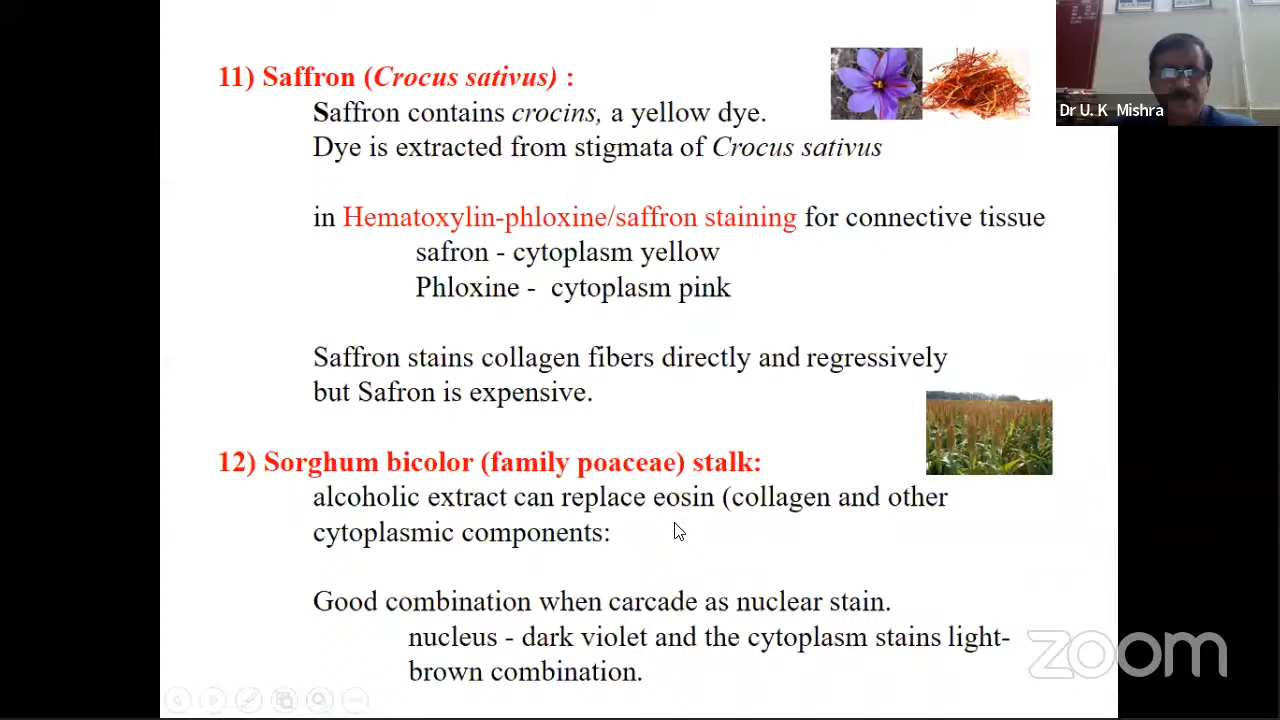 11) Saffron (Crocus sativus) :
Saffron contains crocins, a yellow dye.
Dye is extracted from stigmata of Crocus sativus
in Hematoxylin-phloxine/saffron staining for connective tissue
safron - cytoplasm yellow
Phloxine - cytoplasm pink
Saffron stains collagen fibers directly and regressively
but Safron is expensive.
12) Sorghum bicolor (family poaceae) stalk:
alcoholic extract can replace eosin (collagen and other
cytoplasmic components:
Good combination when carcade as nuclear stain.
nucleus - dark violet and the cytoplasm stains light-
brown combination.
Dr U. K Mishra
zoom